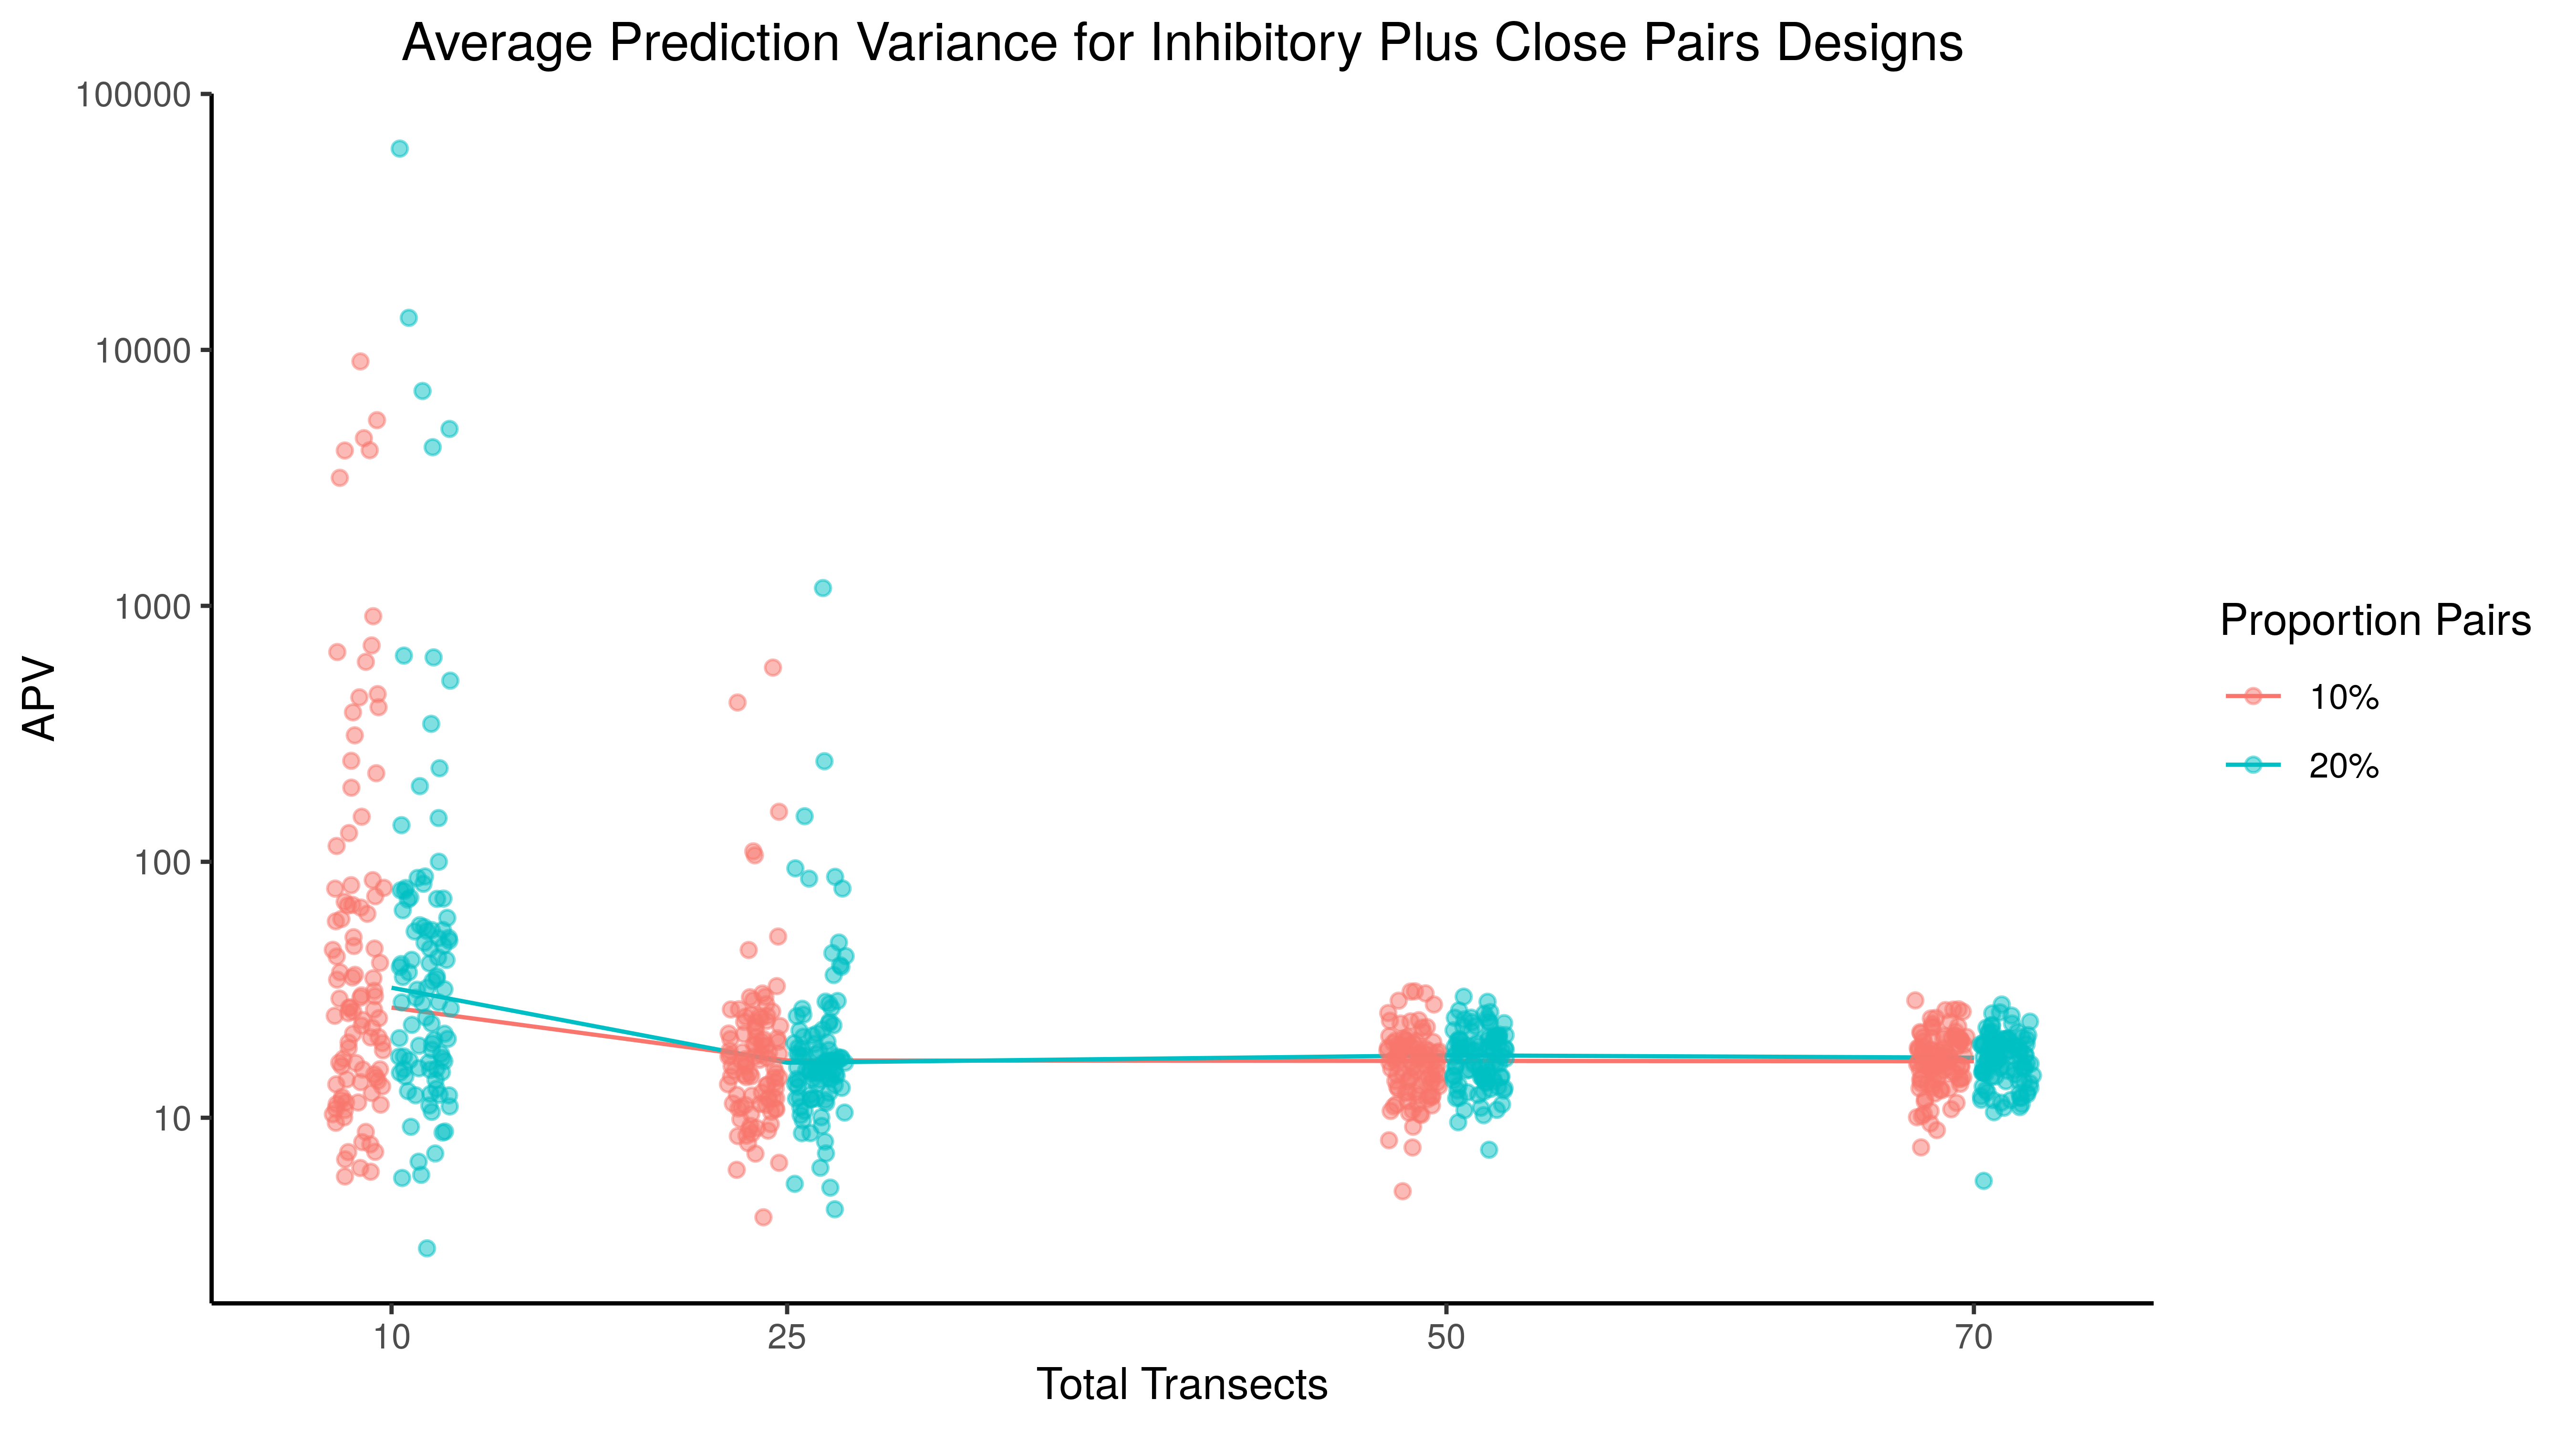 Average Prediction Variance for Inhibitory Plus Close Pairs Designs
100000
10000
1000
100
10
APV
10 25 50 70
Total Transects
Proportion Pairs
10%
20%